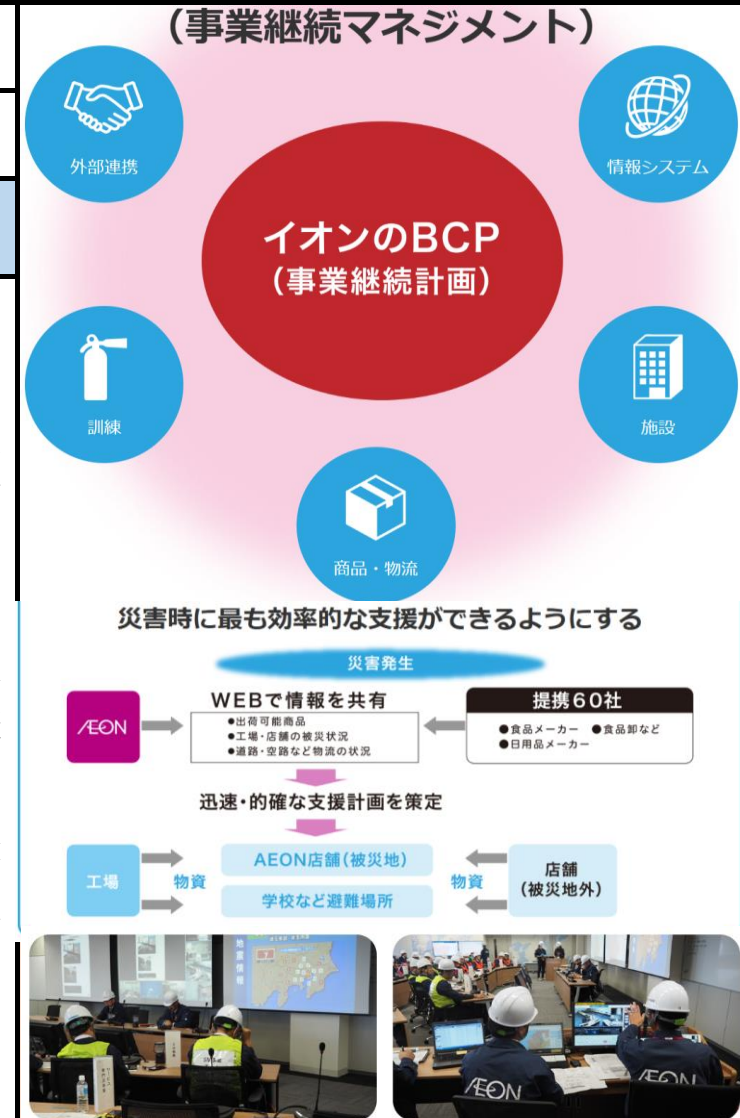 （事業継続マネジメント）
外部連携
情報システム
イオンのBCP
（事業継続計画）
訓練
施設
商品・物流
災害時に最も効率的な支援ができるようにする
災害発生
WEBで情報を共有
提携60社
ÆON
●出荷可能商品
●工場・店舗の被災状況
●道路・空路など物流の状況
●食品メーカー ●食品卸など
●日用品メーカー
迅速・的確な支援計画を策定
工場
物資
AEON店舗（被災地）
学校など避難場所
物資
店舗
（被災地外）
地震情報
ÆON
ÆON